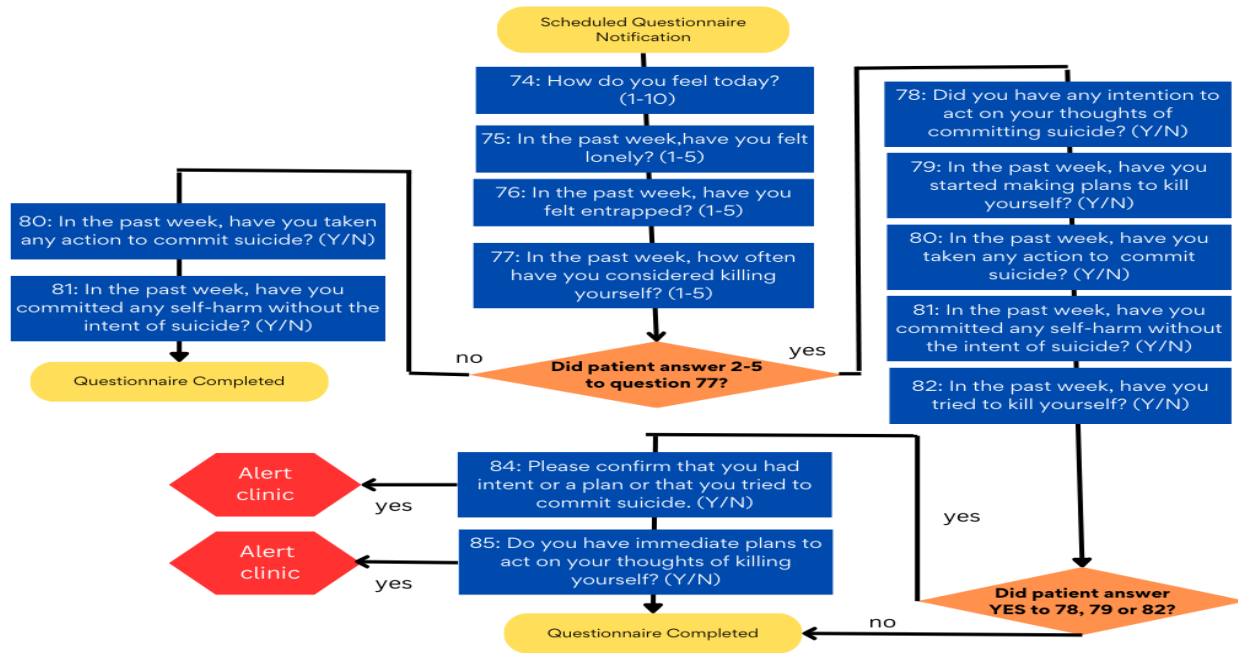 Scheduled Questionnaire
Notification
74: How do you feel today?
(1-10)
75: In the past week,have you felt
lonely? (1-5)
76: In the past week, have you
felt entrapped? (1-5)
77: In the past week, how often
have you considered killing
yourself? (1-5)
Did patient answer 2-5
to question 77?
no
80: In the past week, have you taken
any action to commit suicide? (Y/N)
81: In the past week, have you
committed any self-harm without the
intent of suicide? (Y/N)
Questionnaire Completed
yes
78: Did you have any intention to
act on your thoughts of
committing suicide? (Y/N)
79: In the past week, have you
started making plans to kill
yourself? (Y/N)
80: In the past week, have you
taken any action to commit
suicide? (Y/N)
81: In the past week, have you
committed any self-harm without
the intent of suicide? (Y/N)
82: In the past week, have you
tried to kill yourself? (Y/N)
Did patient answer
YES to 78, 79 or 82?
yes
84: Please confirm that you had
intent or a plan or that you tried to
commit suicide. (Y/N)
yes
Alert
clinic
85: Do you have immediate plans to
act on your thoughts of killing
yourself? (Y/N)
yes
Alert
clinic
no
Questionnaire Completed